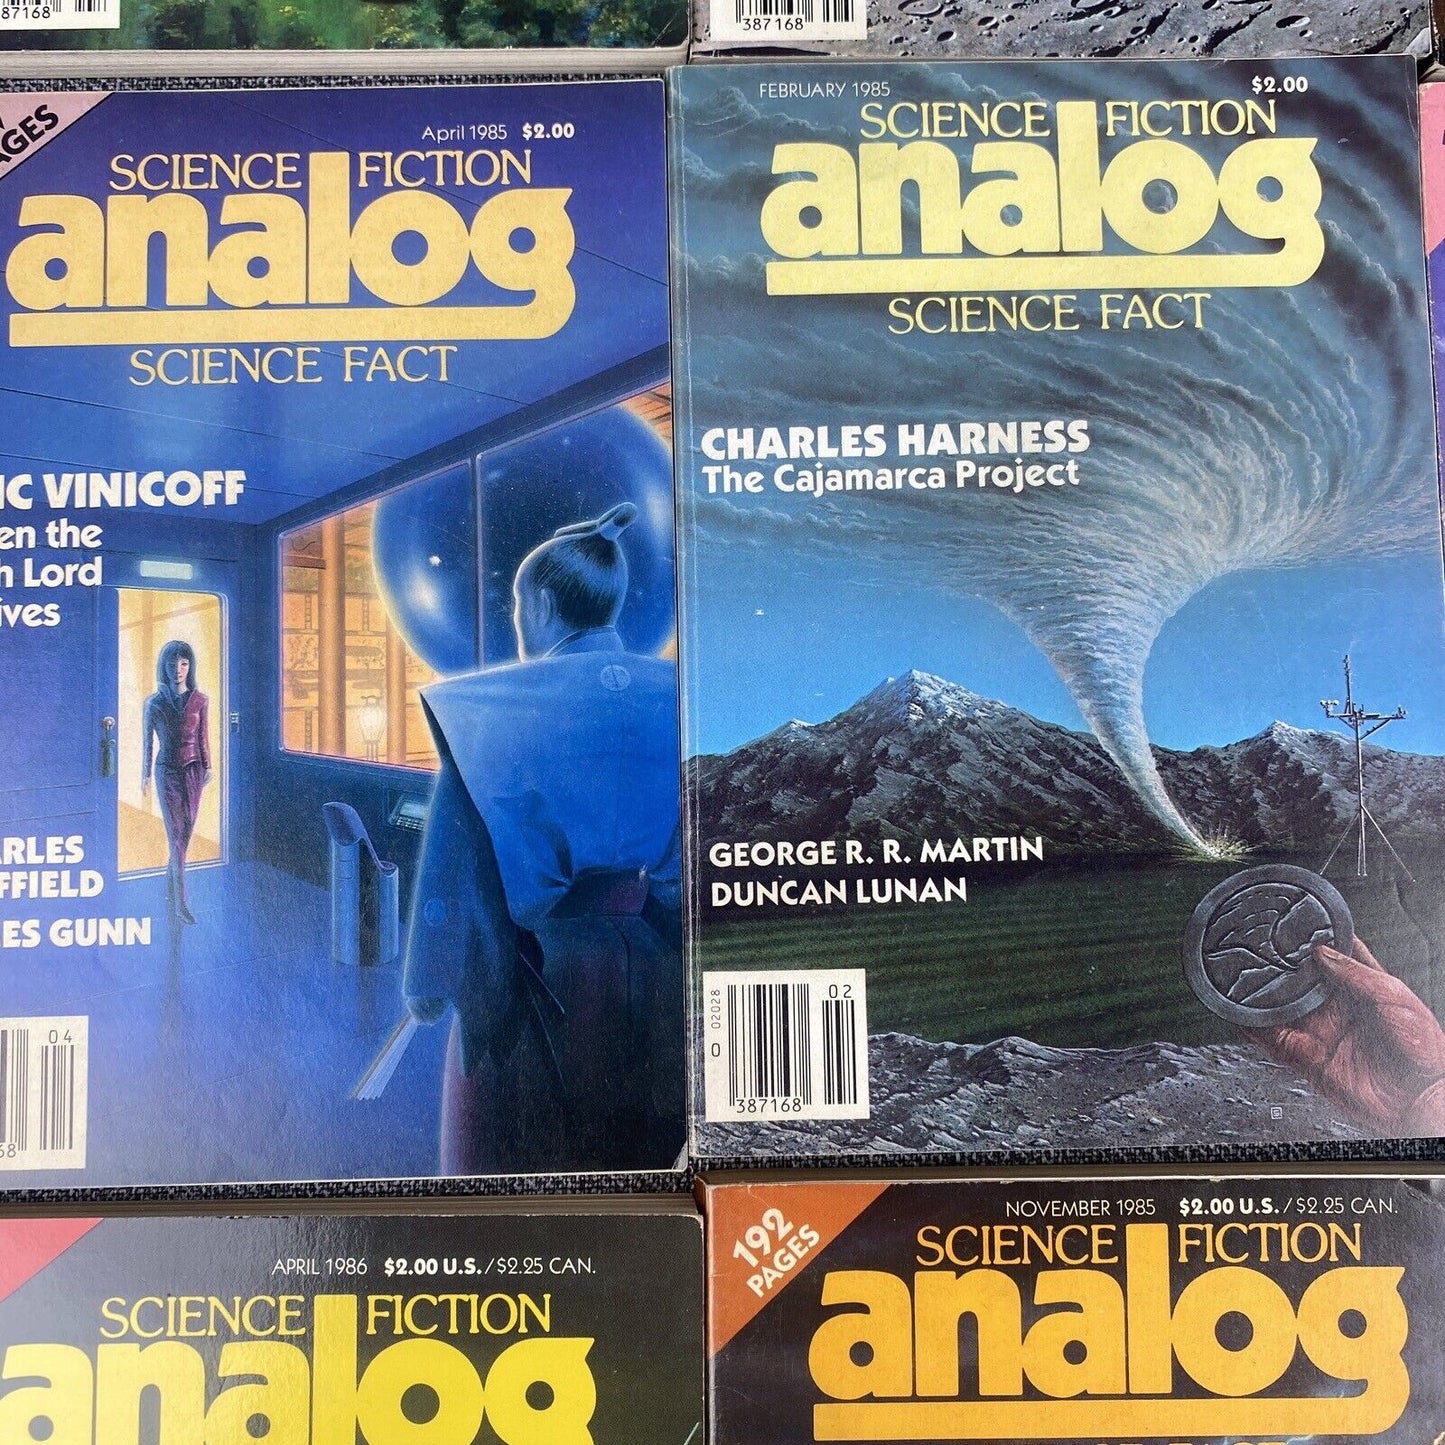 387168
387168
PAGES
April 1985 $2.00
SCIENCE FICTION
analog
SCIENCE FACT
IC VINICOFF
en the
h Lord
ives
RLES
FFIELD
ES GUNN
04
68
FEBRUARY 1985
$2.00
SCIENCE FICTION
analog
SCIENCE FACT
CHARLES HARNESS
The Cajamarca Project
GEORGE R. R. MARTIN
DUNCAN LUNAN
02028
0
02
387168
APRIL 1986 $2.00 U.S./$2.25 CAN.
SCIENCE FICTION
analog
192
PAGES
NOVEMBER 1985 $2.00 U.S./$2.25 CAN.
SCIENCE FICTION
analog